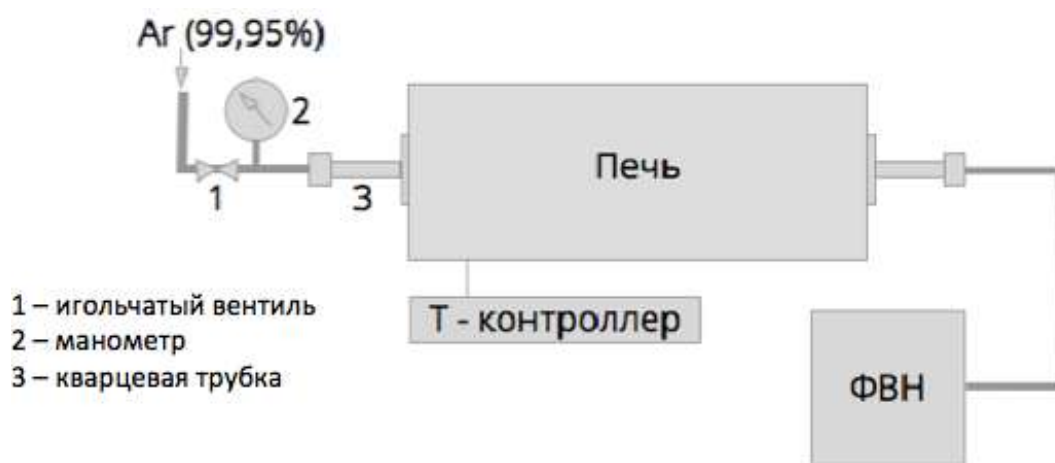 Ar (99,95%)
2
Печь
1
3
1 – игольчатый вентиль
2 – манометр
3 – кварцевая трубка
Т - контроллер
ФВН